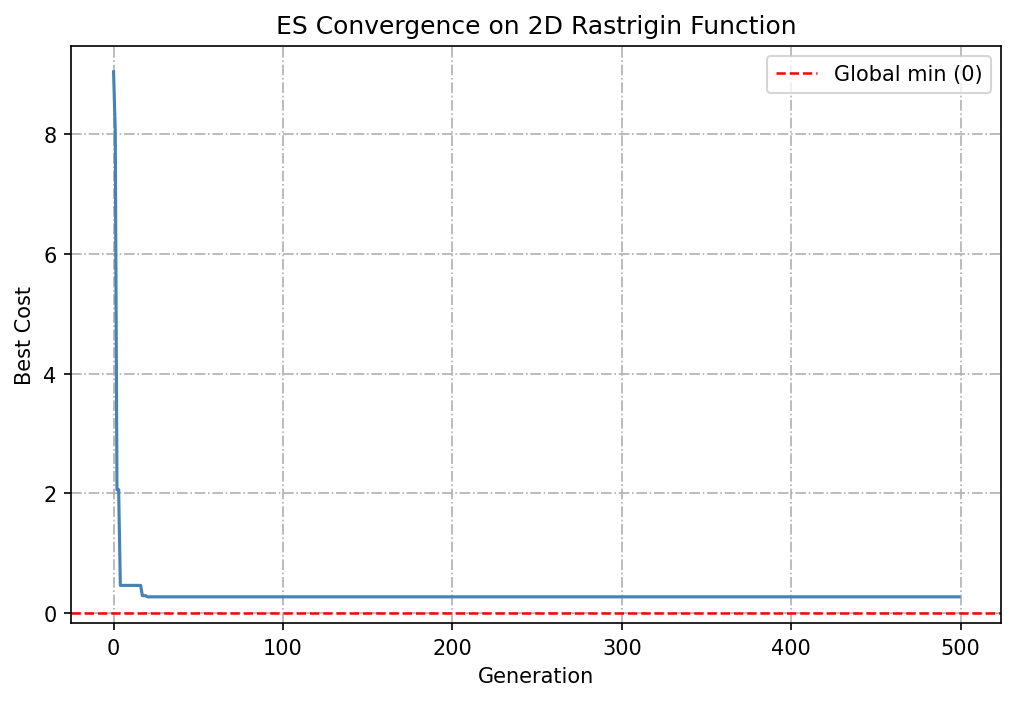 ES Convergence on 2D Rastrigin Function
Global min (0)
Best Cost
8
6
4
2
0
0 100 200 300 400 500
Generation